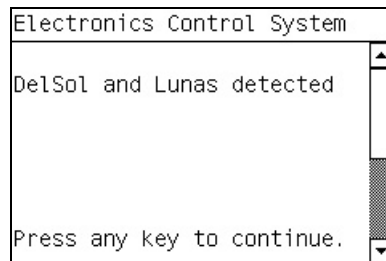 Electronics Control System
DelSol and Lunas detected
Press any key to continue.